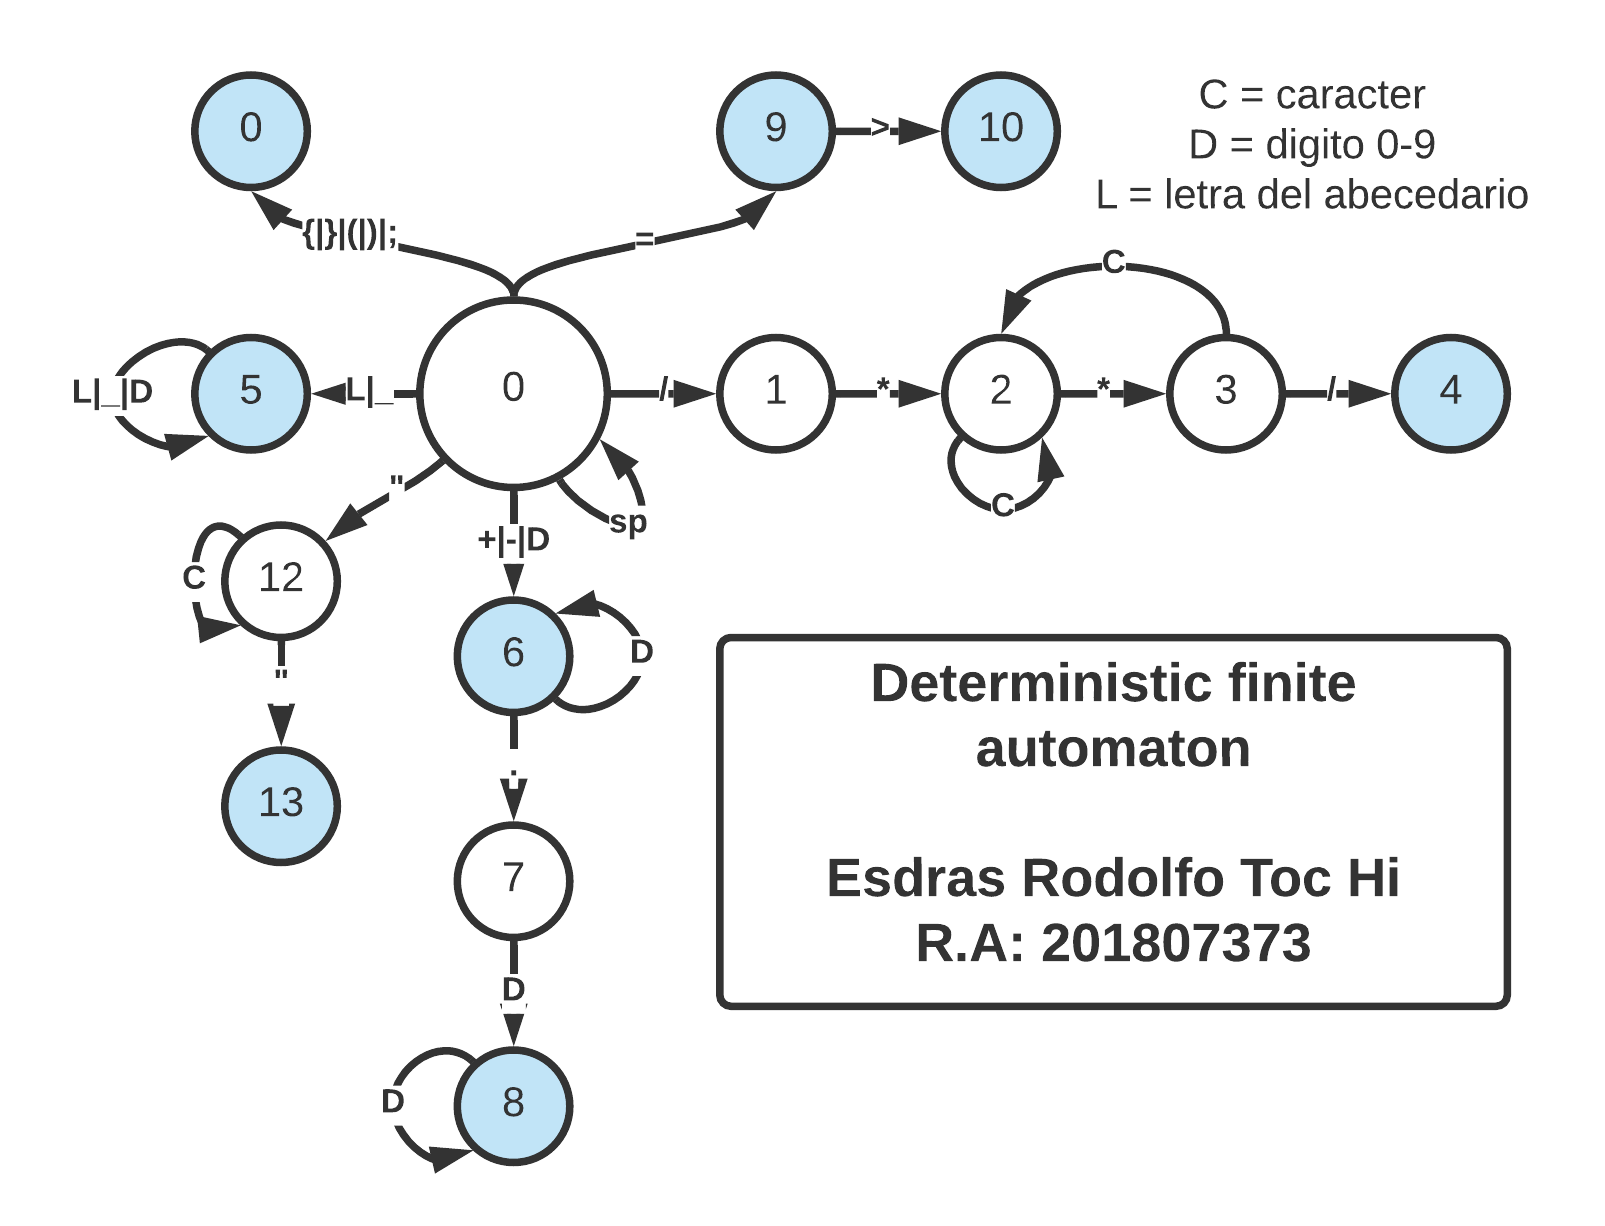 0
9
>
10
C = caracter
D = digito 0-9
L = letra del abecedario
{|}|(|)|;
=
C
L|_|D
5
L|_
0
/
1
*
2
*
3
/
4
"
C
sp
+|-|D
C
12
6
D
"
.
13
7
D
D
8
Deterministic finite
automaton
Esdras Rodolfo Toc Hi
R.A: 201807373